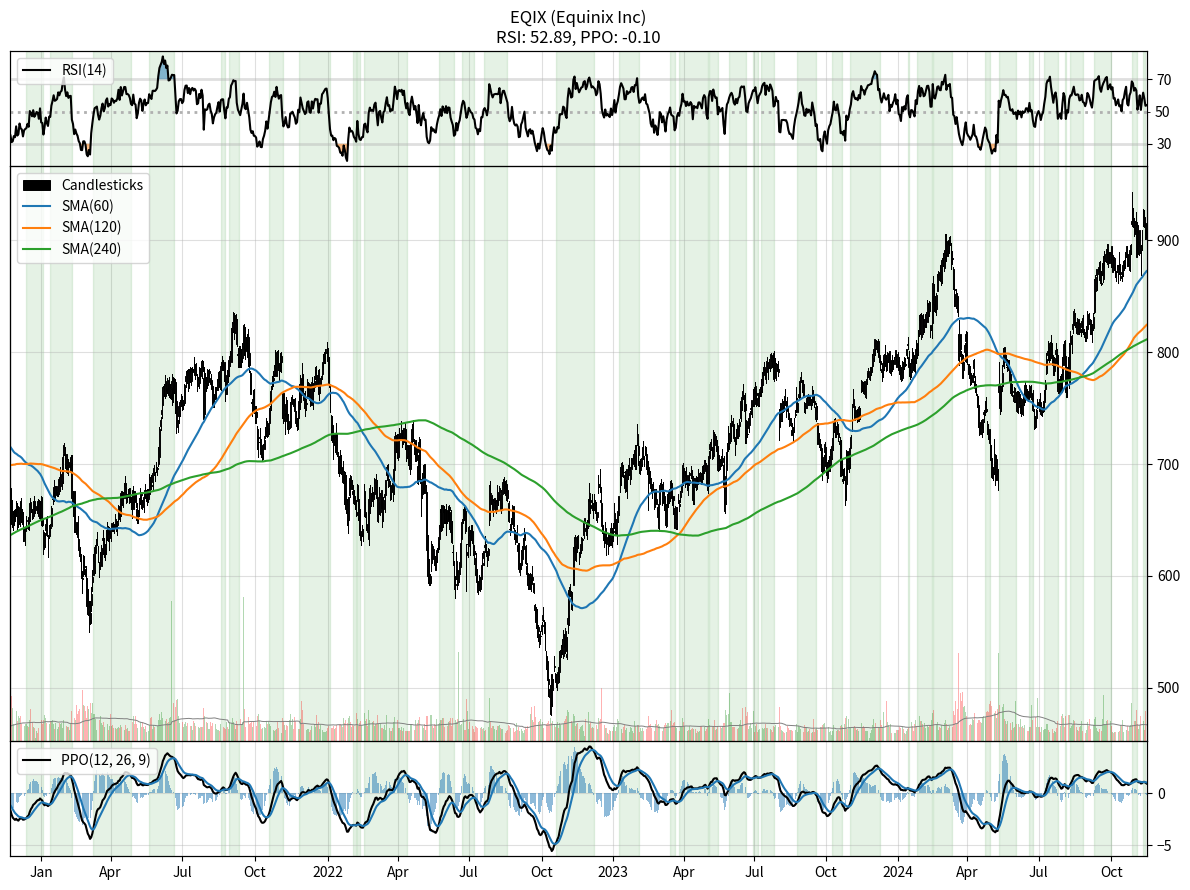 EQIX (Equinix Inc)
RSI: 52.89, PPO: -0.10
RSI(14)
70
50
30
Candlesticks
SMA(60)
SMA(120)
SMA(240)
900
800
700
600
500
PPO(12, 26, 9)
0
−5
Jan Apr Jul Oct 2022 Apr Jul Oct 2023 Apr Jul Oct 2024 Apr Jul Oct